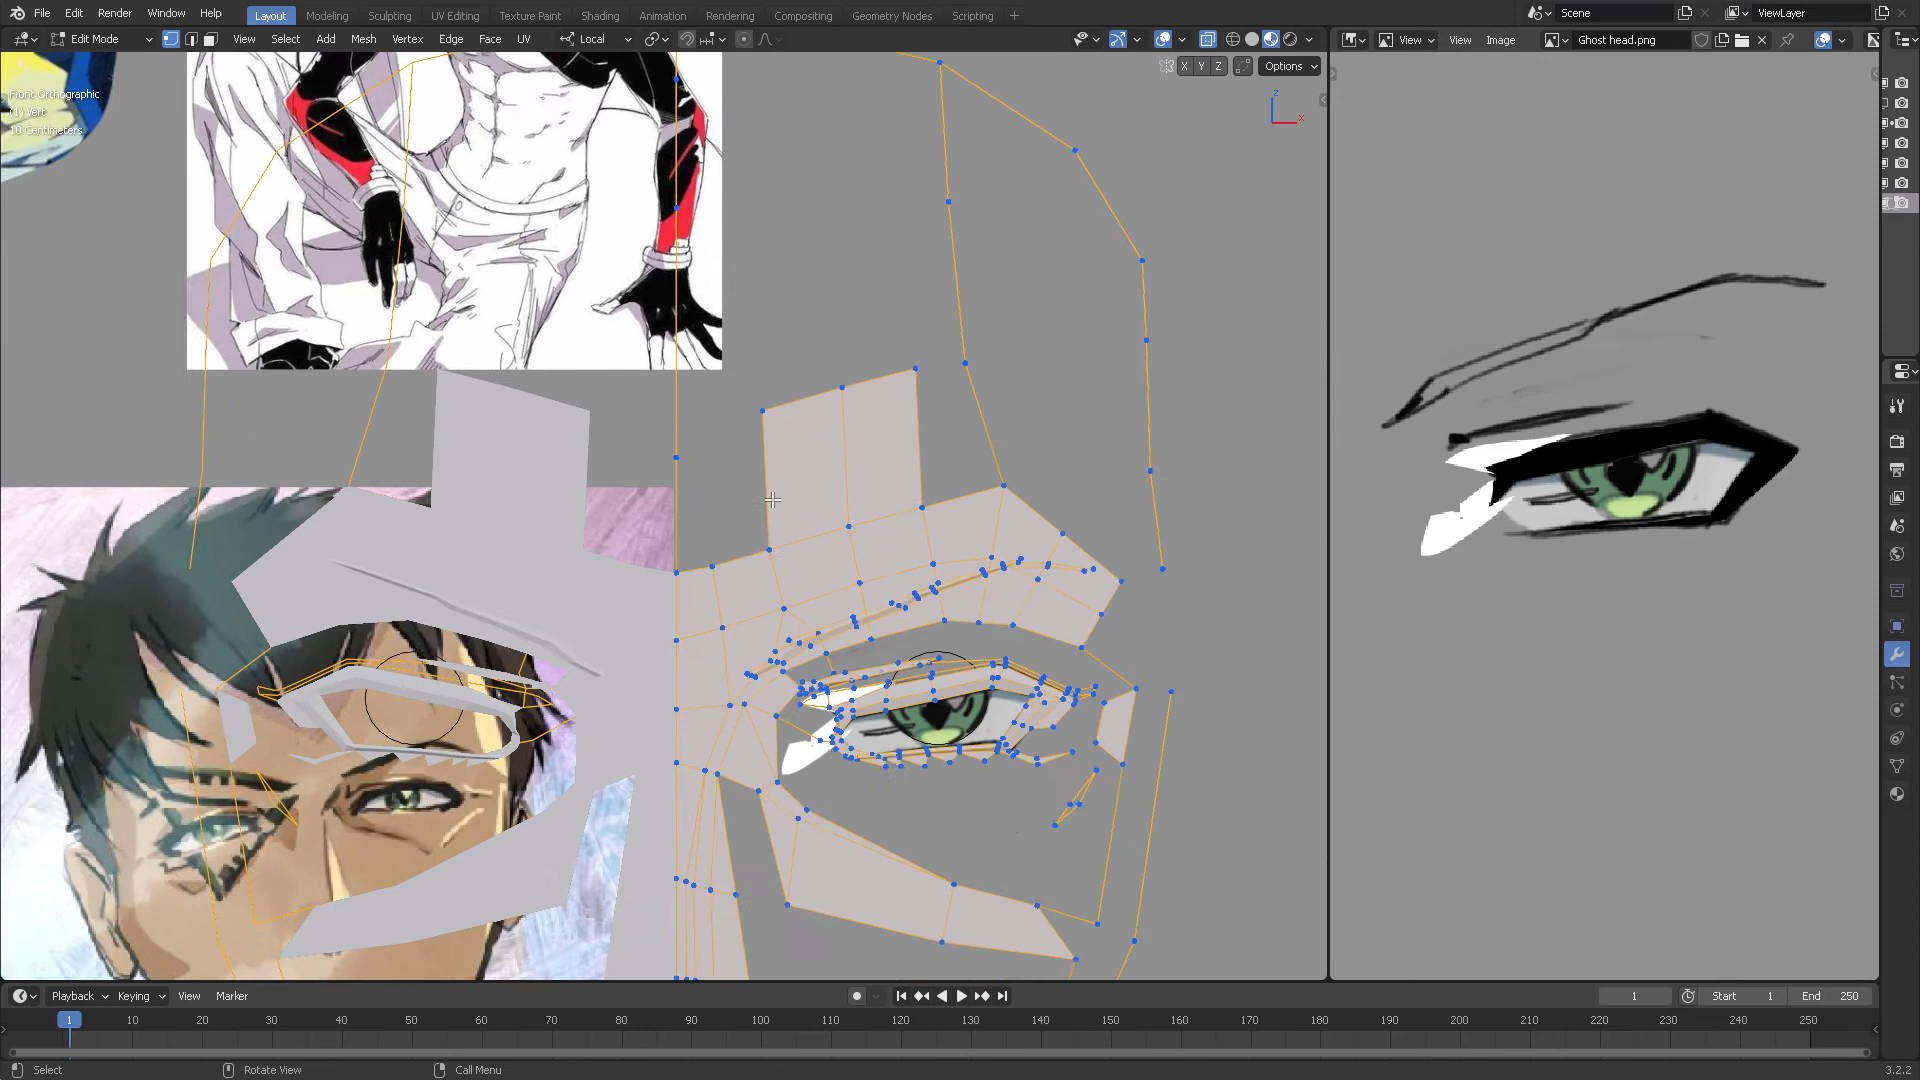 File Edit Render Window Help Layout Modeling Sculpting UV Editing Texture Paint Shading Animation Rendering Compositing Geometry Nodes Scripting + Scene ViewLayer
Edit Mode View Select Add Mesh Vertex Edge Face UV Local View View Image Ghost head.png
X Y Z Options
Front Orthographic
(1) Vert
10 Centimeters
z
x
Playback Keying View Marker 1 Start 1 End 250
1 10 20 30 40 50 60 70 80 90 100 110 120 130 140 150 160 170 180 190 200 210 220 230 240 250
Select Rotate View Call Menu 3.2.2